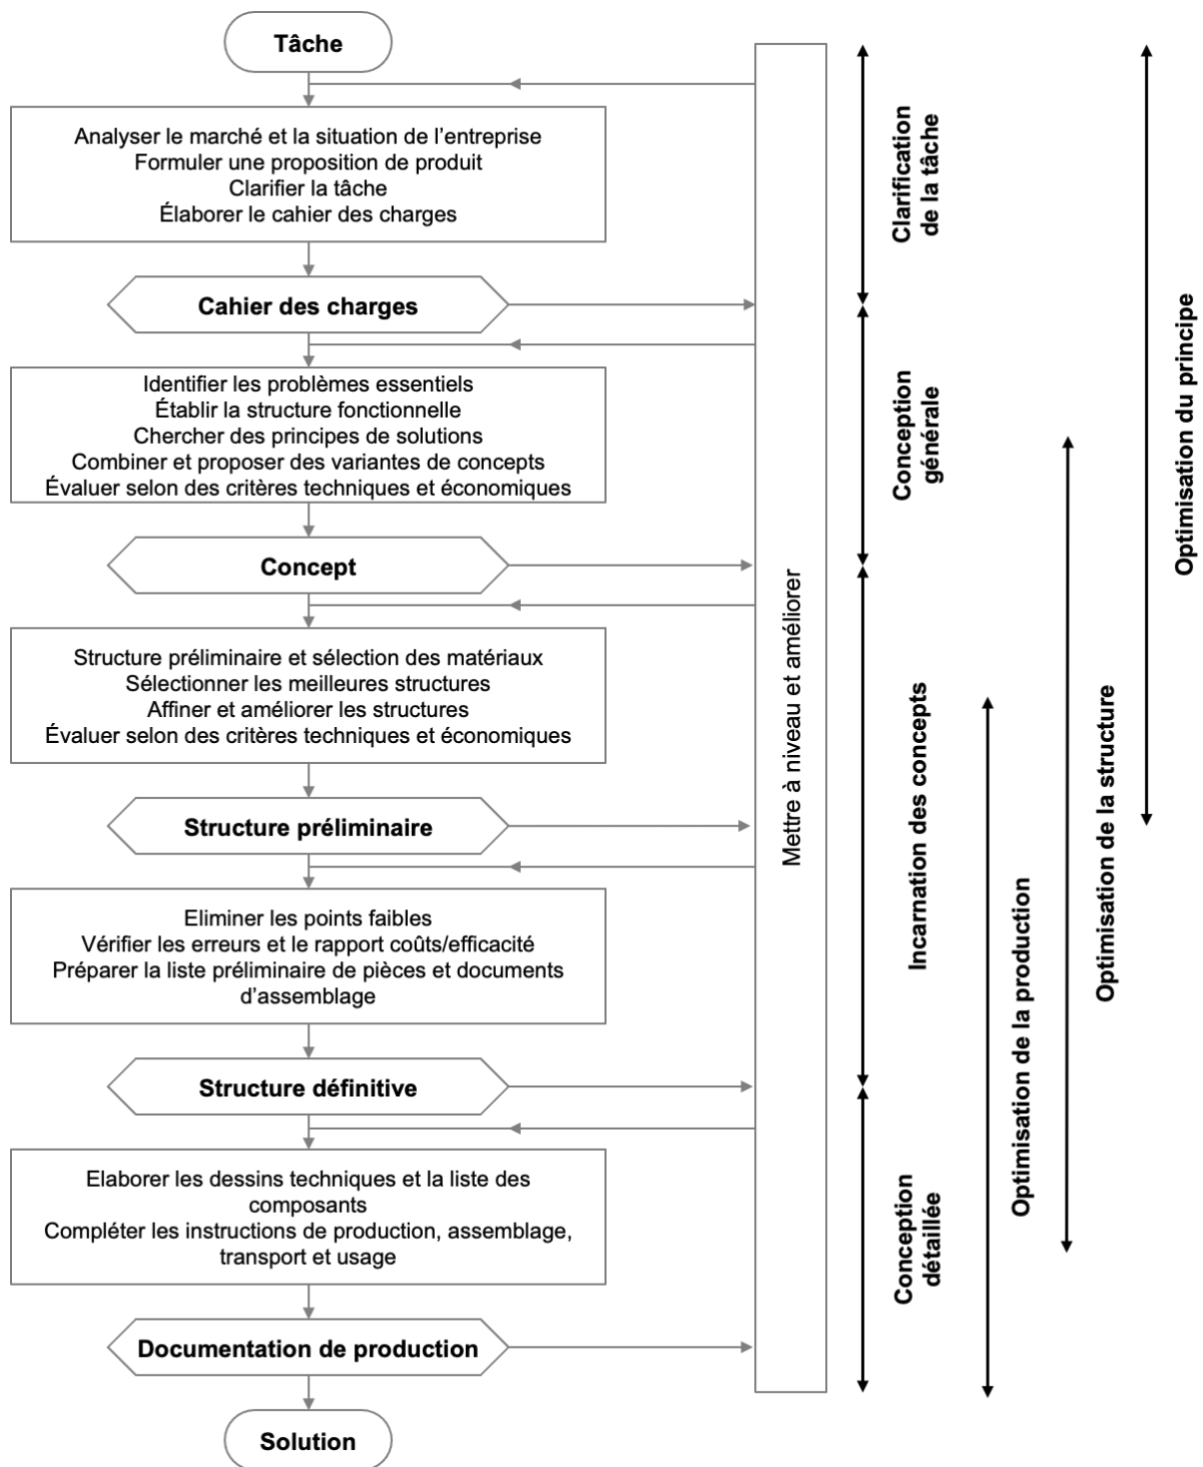 Tâche
Analyser le marché et la situation de l’entreprise
Formuler une proposition de produit
Clarifier la tâche
Élaborer le cahier des charges
Cahier des charges
Identifier les problèmes essentiels
Établir la structure fonctionnelle
Chercher des principes de solutions
Combiner et proposer des variantes de concepts
Évaluer selon des critères techniques et économiques
Concept
Structure préliminaire et sélection des matériaux
Sélectionner les meilleures structures
Affiner et améliorer les structures
Évaluer selon des critères techniques et économiques
Structure préliminaire
Eliminer les points faibles
Vérifier les erreurs et le rapport coûts/efficacité
Préparer la liste préliminaire de pièces et documents
d’assemblage
Structure définitive
Elaborer les dessins techniques et la liste des
composants
Compléter les instructions de production, assemblage,
transport et usage
Documentation de production
Solution
Mettre à niveau et améliorer
Clarification
de la tâche
Conception
générale
Incarnation des concepts
Conception
détaillée
Optimisation de la production
Optimisation de la structure
Optimisation du principe